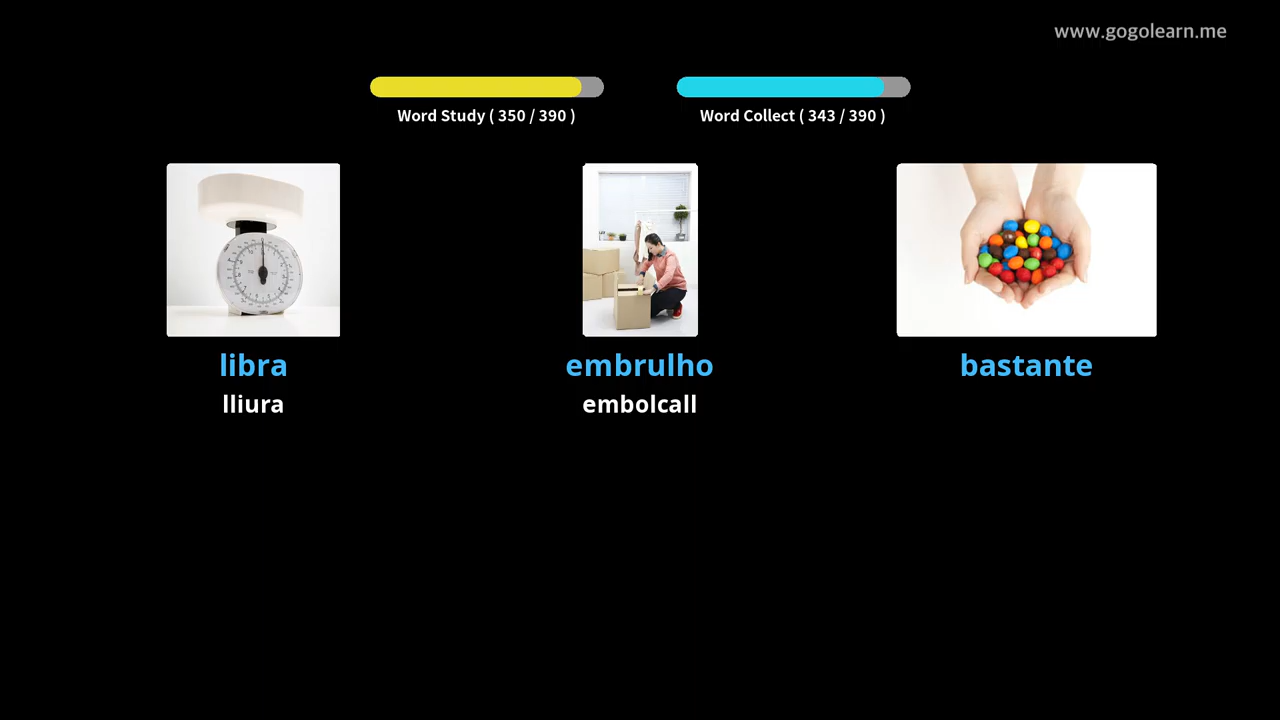 www.gogolearn.me
Word Study ( 350 / 390 )
Word Collect ( 343 / 390 )
libra
embrulho
bastante
lliura
embolcall